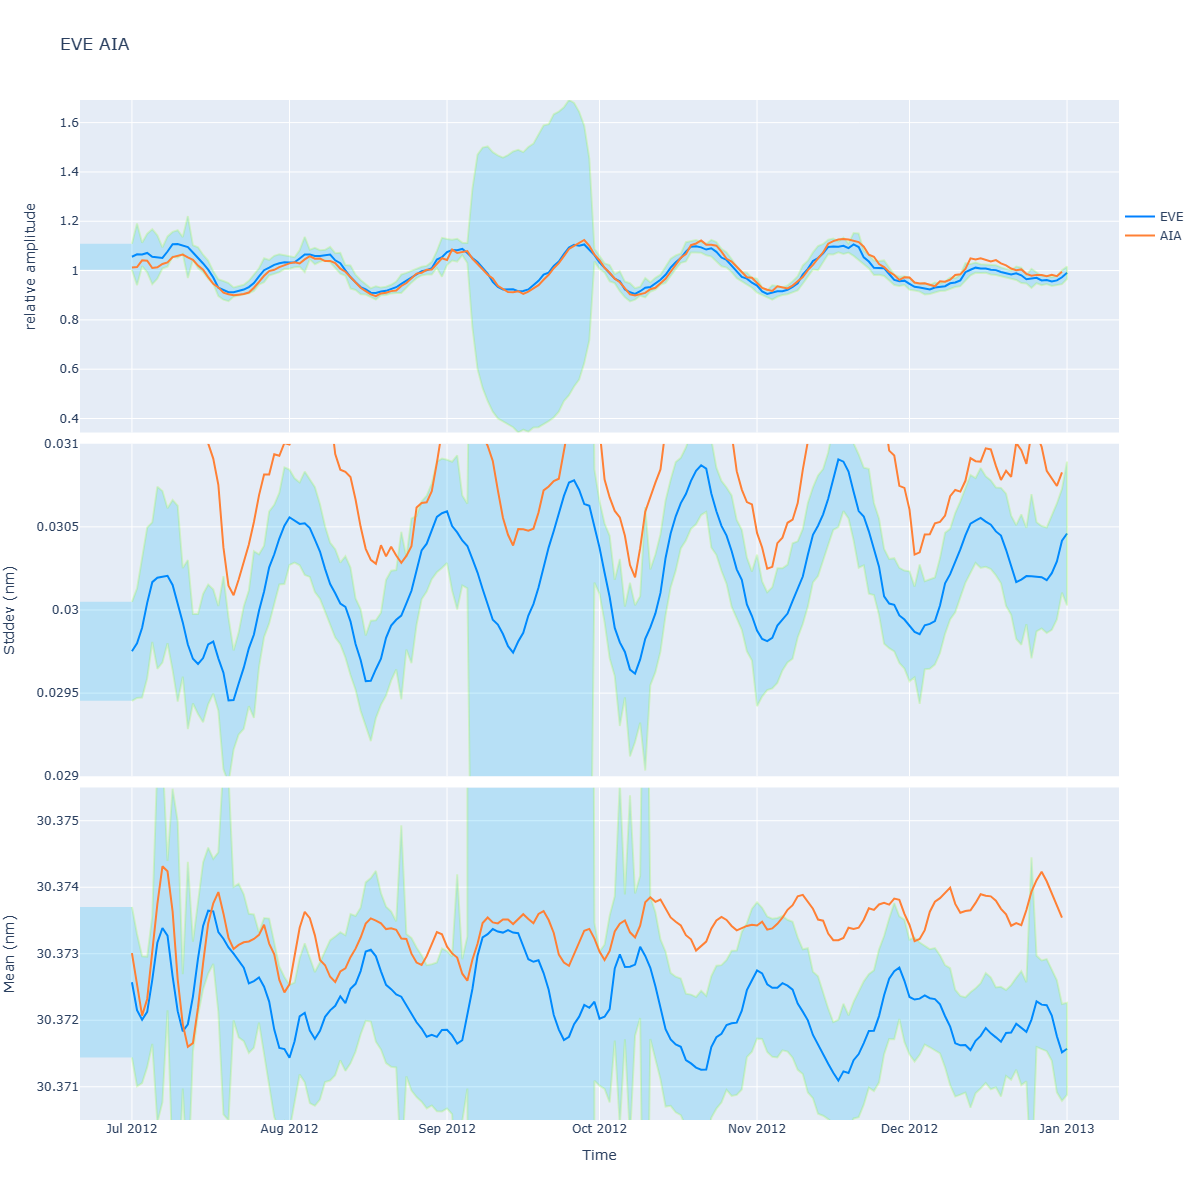 EVE AIA
1.6
1.4
1.2
1
0.8
0.6
0.4
relative amplitude
EVE
AIA
0.031
0.0305
0.03
0.0295
0.029
Stddev (nm)
30.375
30.374
30.373
30.372
30.371
Mean (nm)
Jul 2012 Aug 2012 Sep 2012 Oct 2012 Nov 2012 Dec 2012 Jan 2013
Time